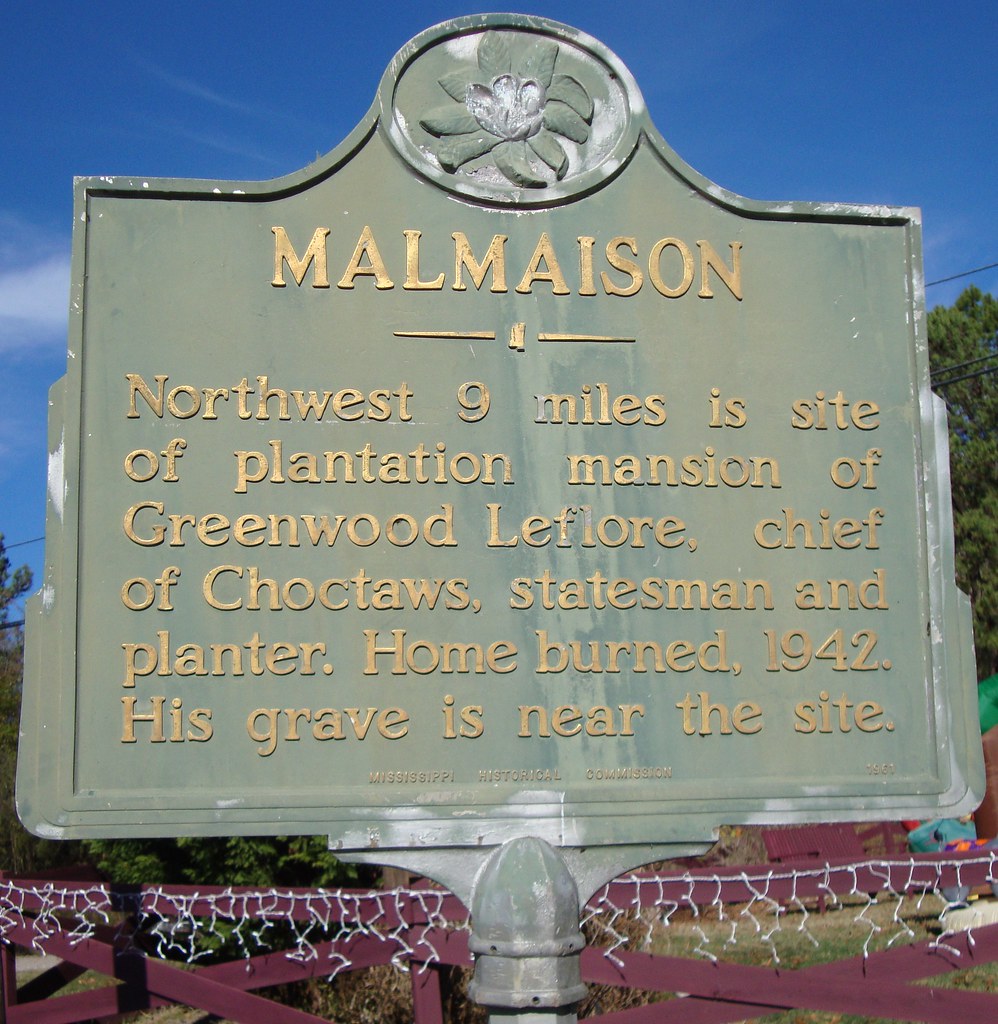 MALMAISON
Northwest 9 miles is site
of plantation mansion of
Greenwood Leflore, chief
of Choctaws, statesman and
planter. Home burned, 1942.
His grave is near the site.
MISSISSIPPI HISTORICAL COMMISSION 1951